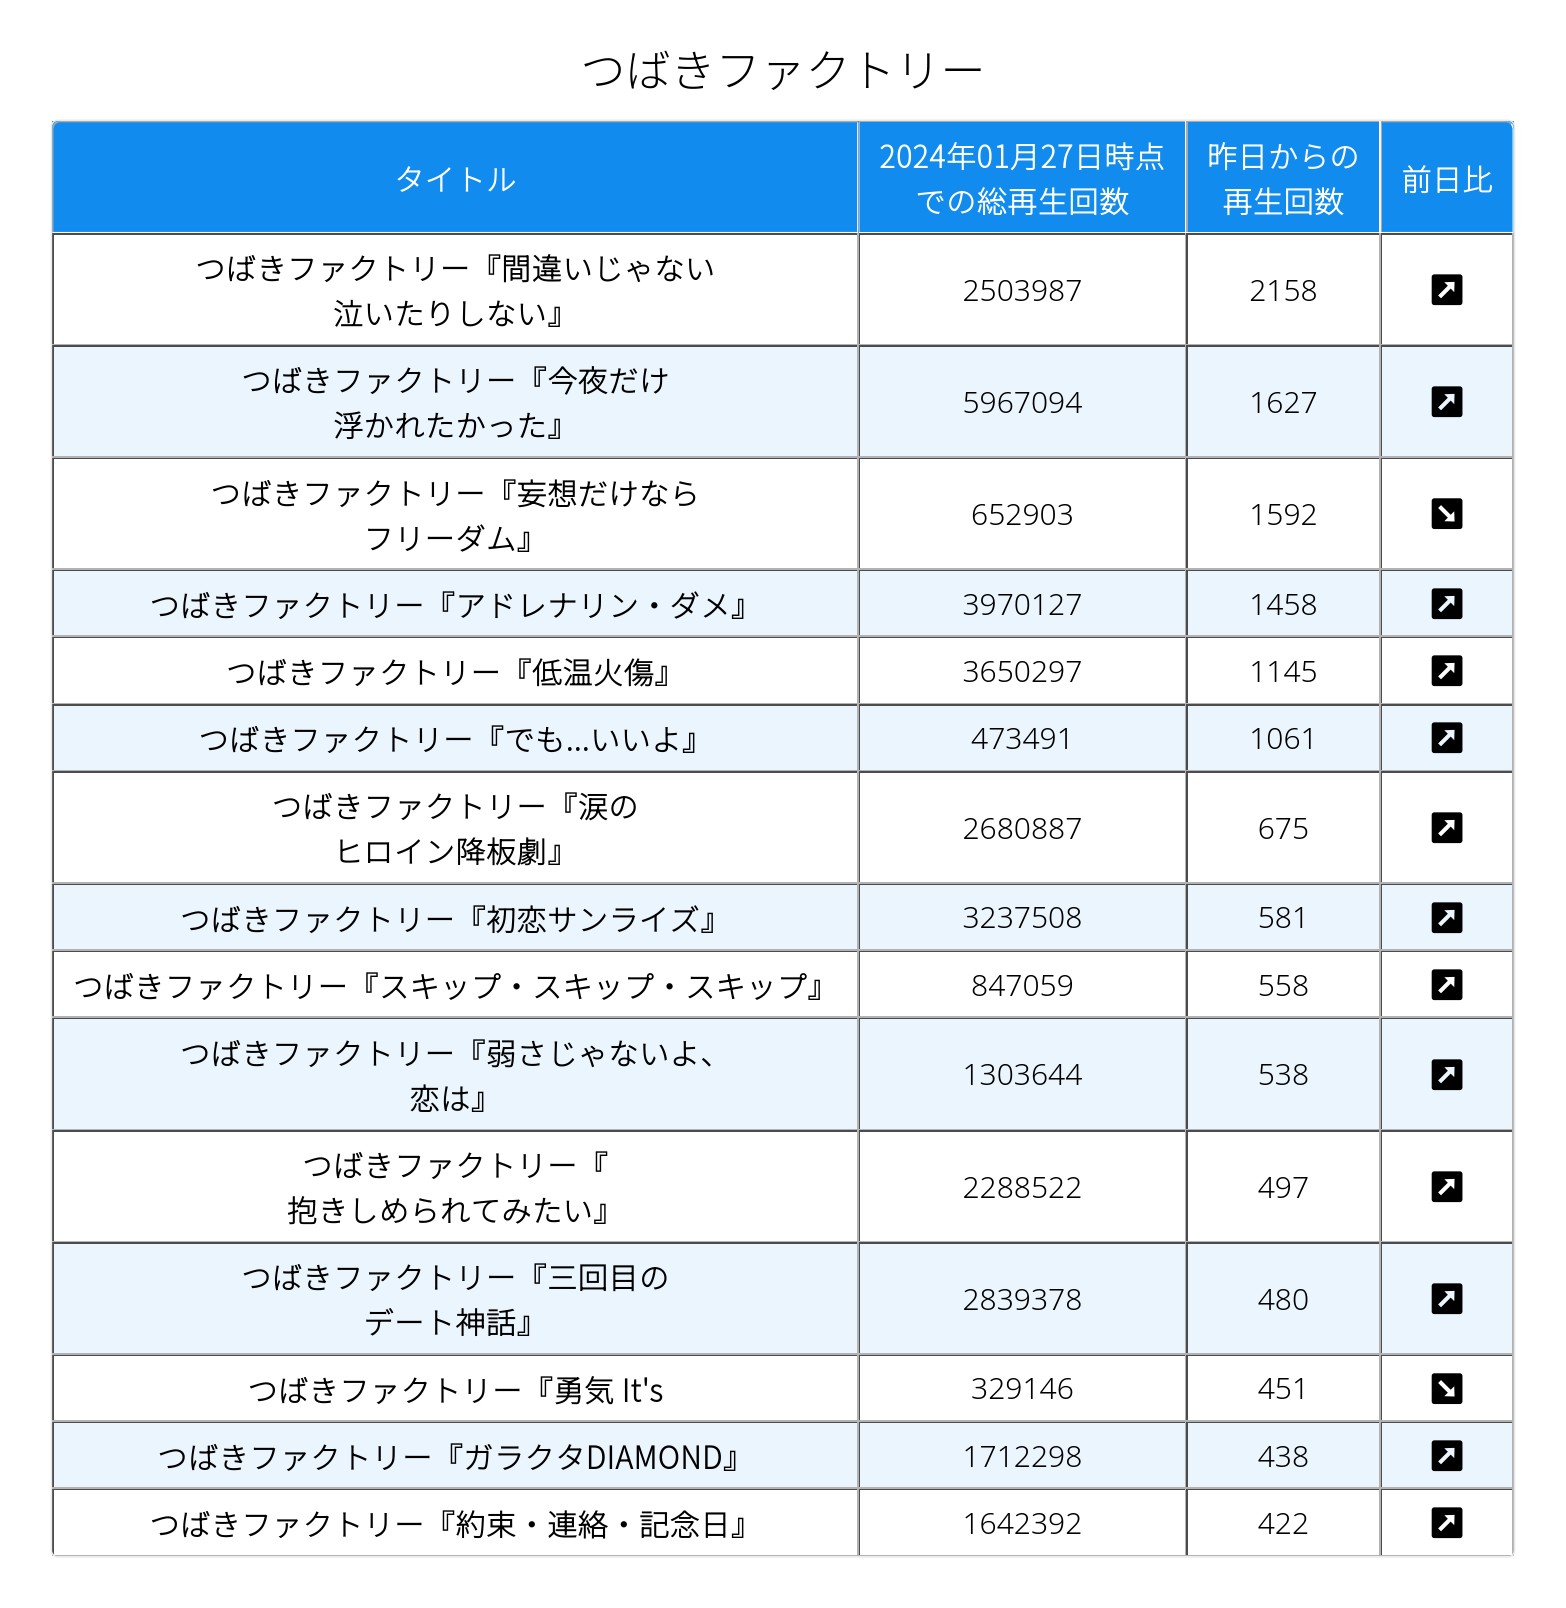 つばきファクトリー
タイトル
2024年01月27日時点
での総再生回数
昨日からの
再生回数
前日比
つばきファクトリー『間違いじゃない
泣いたりしない』
2503987
2158
つばきファクトリー『今夜だけ
浮かれたかった』
5967094
1627
つばきファクトリー『妄想だけなら
フリーダム』
652903
1592
つばきファクトリー『アドレナリン・ダメ』
3970127
1458
つばきファクトリー『低温火傷』
3650297
1145
つばきファクトリー『でも...いいよ』
473491
1061
つばきファクトリー『涙の
ヒロイン降板劇』
2680887
675
つばきファクトリー『初恋サンライズ』
3237508
581
つばきファクトリー『スキップ・スキップ・スキップ』
847059
558
つばきファクトリー『弱さじゃないよ、
恋は』
1303644
538
つばきファクトリー『
抱きしめられてみたい』
2288522
497
つばきファクトリー『三回目の
デート神話』
2839378
480
つばきファクトリー『勇気 It's
329146
451
つばきファクトリー『ガラクタDIAMOND』
1712298
438
つばきファクトリー『約束・連絡・記念日』
1642392
422